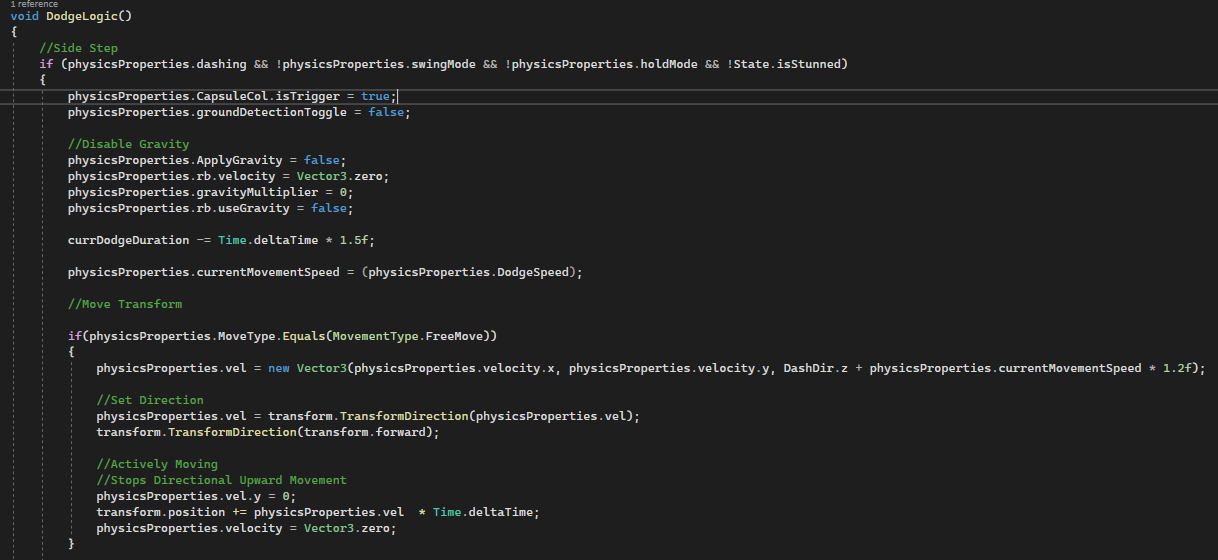 1 reference
void DodgeLogic()
{
//Side Step
if (physicsProperties.dashing && !physicsProperties.swingMode && !physicsProperties.holdMode && !State.isStunned)
{
physicsProperties.CapsuleCol.isTrigger = true;
physicsProperties.groundDetectionToggle = false;
//Disable Gravity
physicsProperties.ApplyGravity = false;
physicsProperties.rb.velocity = Vector3.zero;
physicsProperties.gravityMultiplier = 0;
physicsProperties.rb.useGravity = false;
currDodgeDuration -= Time.deltaTime * 1.5f;
physicsProperties.currentMovementSpeed = (physicsProperties.DodgeSpeed);
//Move Transform
if(physicsProperties.MoveType.Equals(MovementType.FreeMove))
{
physicsProperties.vel = new Vector3(physicsProperties.velocity.x, physicsProperties.velocity.y, DashDir.z + physicsProperties.currentMovementSpeed * 1.2f);
//Set Direction
physicsProperties.vel = transform.TransformDirection(physicsProperties.vel);
transform.TransformDirection(transform.forward);
//Actively Moving
//Stops Directional Upward Movement
physicsProperties.vel.y = 0;
transform.position += physicsProperties.vel  * Time.deltaTime;
physicsProperties.velocity = Vector3.zero;
}